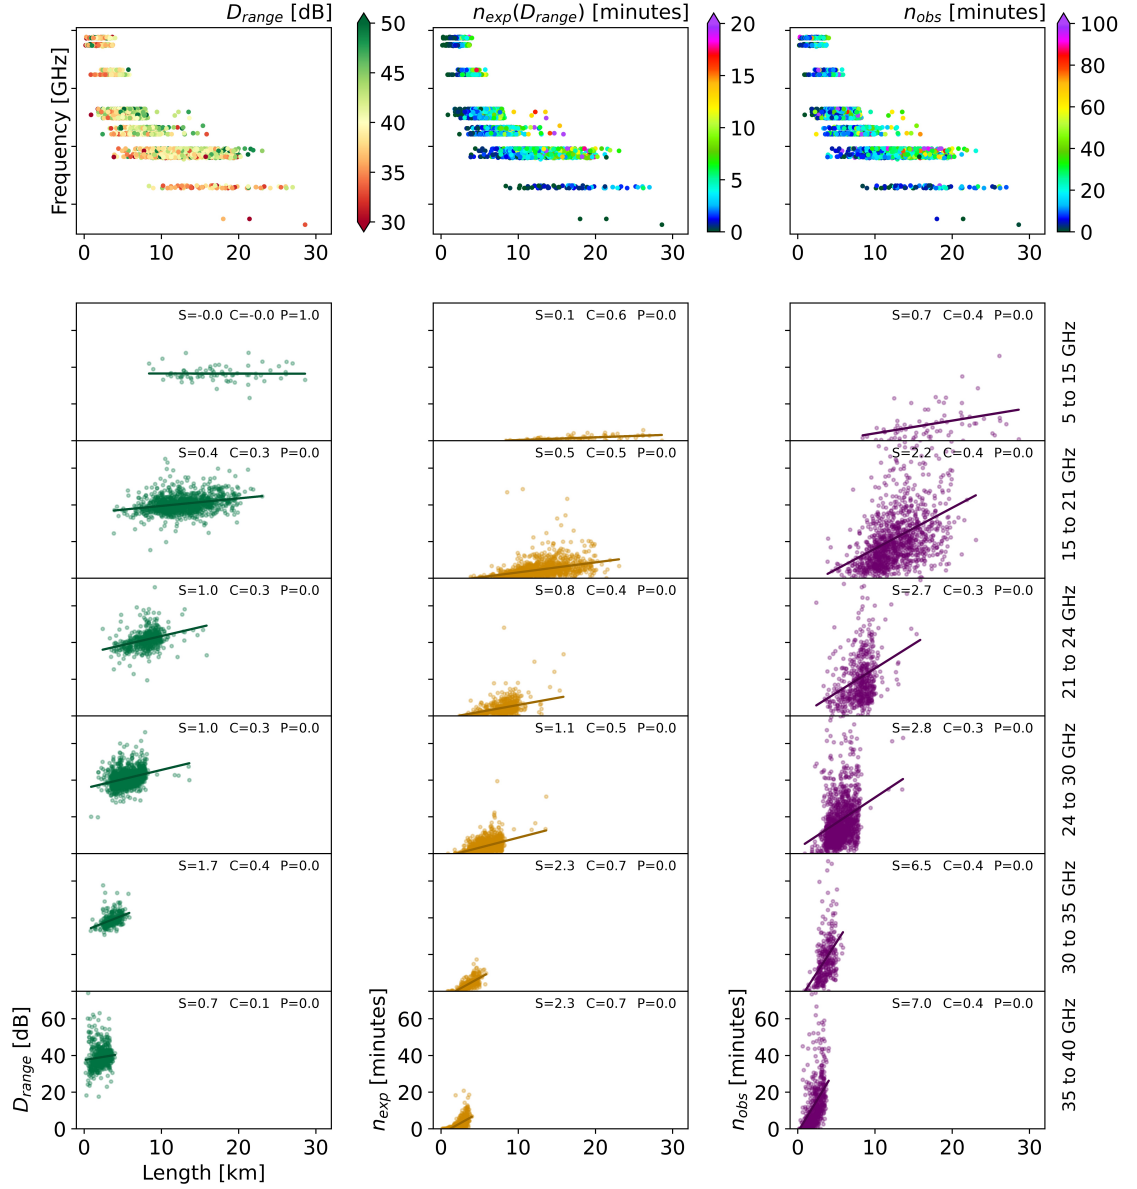 D_range [dB]
n_exp(D_range) [minutes]
n_obs [minutes]
Frequency [GHz]
50
45
40
35
30
20
15
10
5
0
100
80
60
40
20
0
0 10 20 30
0 10 20 30
0 10 20 30
S=-0.0 C=-0.0 P=1.0
S=0.1 C=0.6 P=0.0
S=0.7 C=0.4 P=0.0
5 to 15 GHz
S=0.4 C=0.3 P=0.0
S=0.5 C=0.5 P=0.0
S=2.2 C=0.4 P=0.0
15 to 21 GHz
S=1.0 C=0.3 P=0.0
S=0.8 C=0.4 P=0.0
S=2.7 C=0.3 P=0.0
21 to 24 GHz
S=1.0 C=0.3 P=0.0
S=1.1 C=0.5 P=0.0
S=2.8 C=0.3 P=0.0
24 to 30 GHz
S=1.7 C=0.4 P=0.0
S=2.3 C=0.7 P=0.0
S=6.5 C=0.4 P=0.0
30 to 35 GHz
S=0.7 C=0.1 P=0.0
S=2.3 C=0.7 P=0.0
S=7.0 C=0.4 P=0.0
35 to 40 GHz
D_range [dB]
60
40
20
0
n_exp [minutes]
60
40
20
0
n_obs [minutes]
60
40
20
0
0 10 20 30
0 10 20 30
0 10 20 30
Length [km]